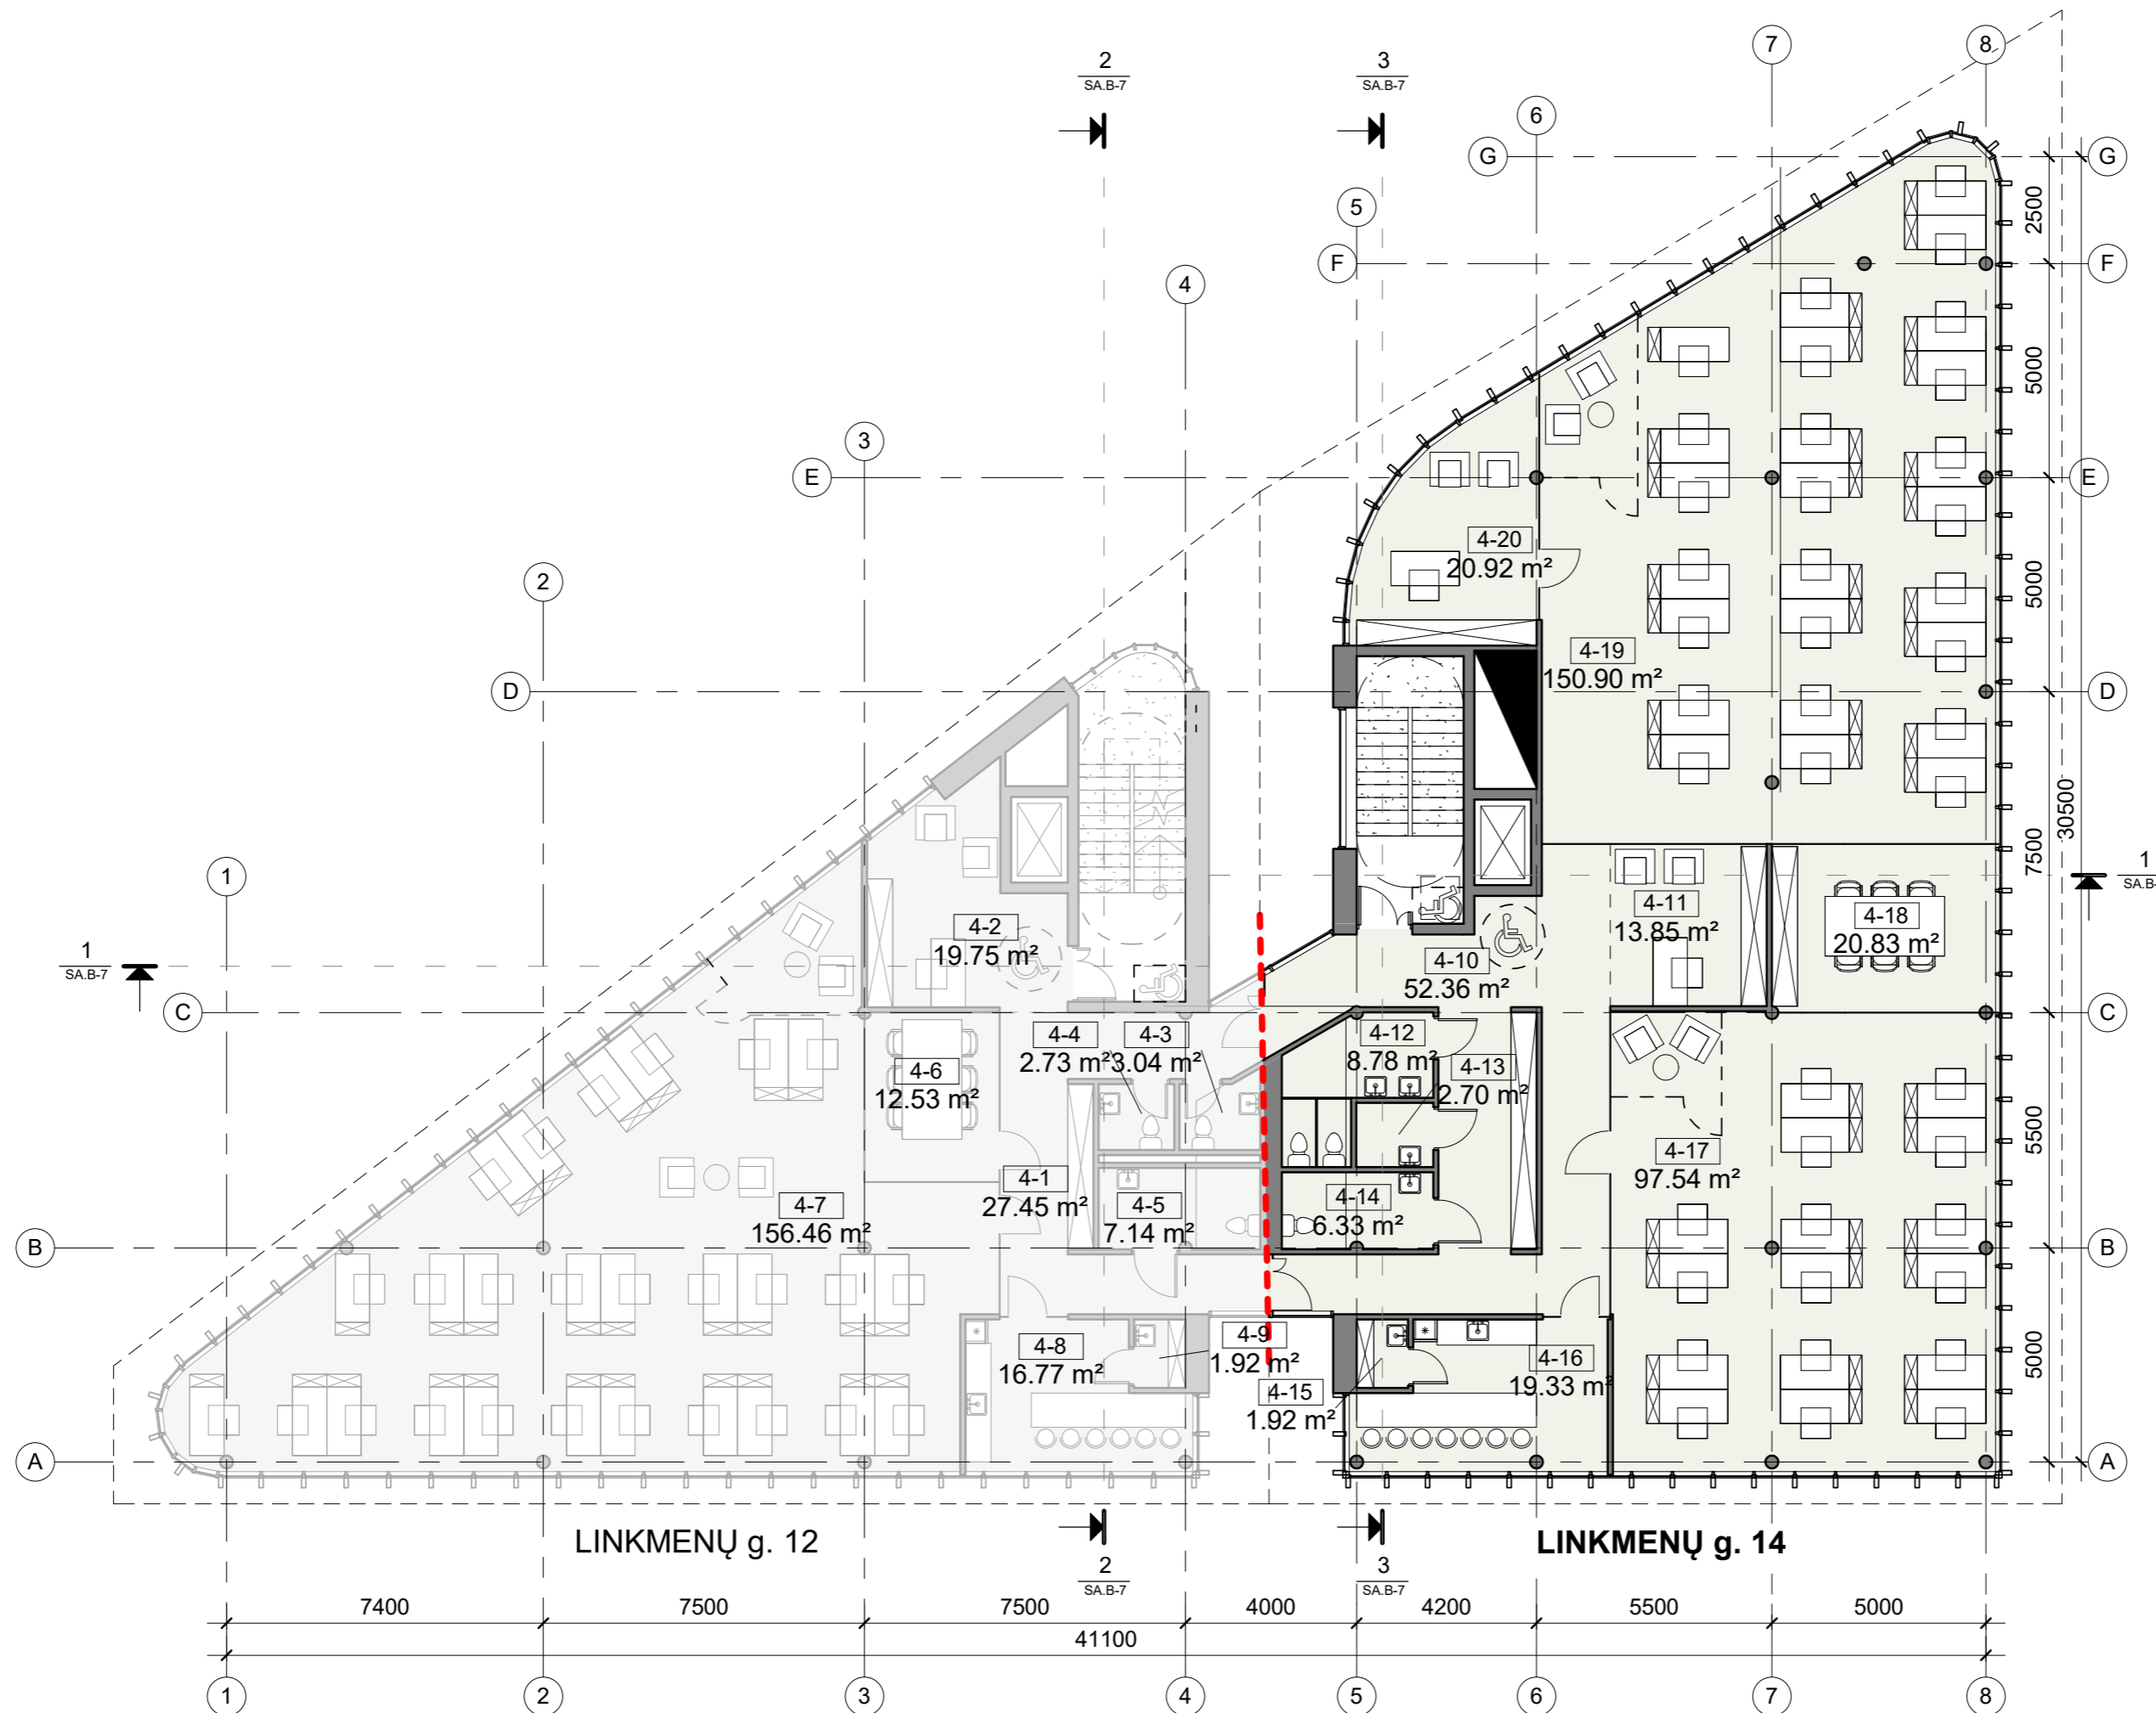 2
SA.B-7
3
SA.B-7
7
8
6
G
G
5
2500
F
F
4
5000
3
E
E
4-20
20.92 m²
2
5000
4-19
150.90 m²
D
D
30500
7500
1
1
SA.B-
4-11
13.85 m²
4-18
20.83 m²
4-2
19.75 m²
1
SA.B-7
4-10
52.36 m²
C
C
4-4
2.73 m²
4-3
3.04 m²
4-12
8.78 m²
4-13
2.70 m²
4-6
12.53 m²
5500
4-17
97.54 m²
4-1
27.45 m²
4-7
156.46 m²
4-5
7.14 m²
4-14
6.33 m²
B
B
4-8
16.77 m²
4-9
1.92 m²
4-16
19.33 m²
4-15
1.92 m²
5000
A
A
LINKMENŲ g. 12
LINKMENŲ g. 14
2
SA.B-7
3
SA.B-7
7400
7500
7500
4000
4200
5500
5000
41100
1
2
3
4
5
6
7
8